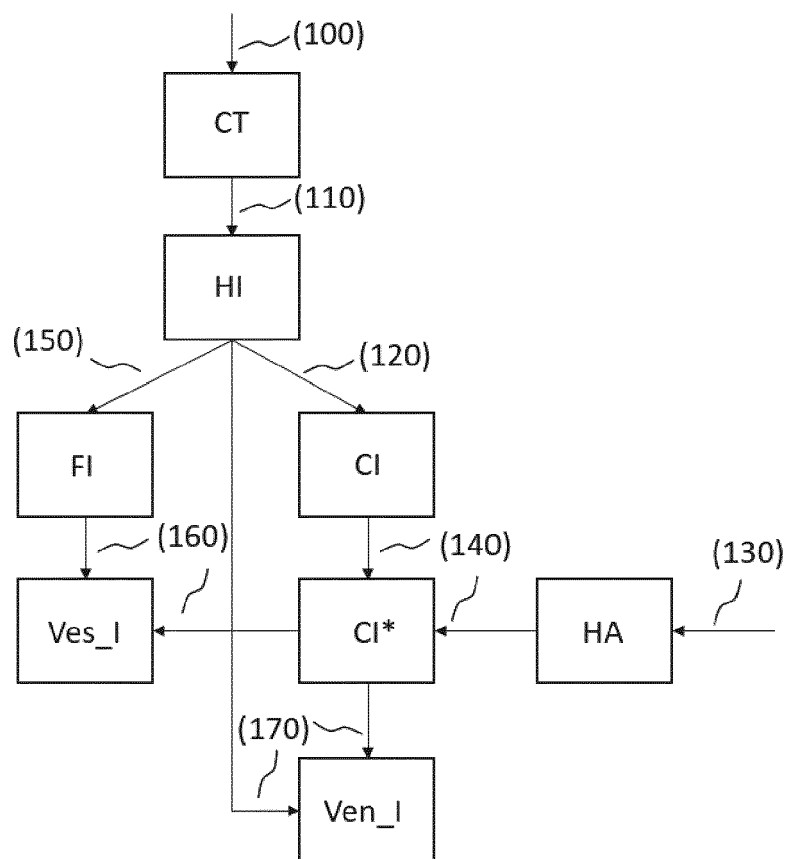 (100)
CT
(110)
HI
(150)
(120)
FI
CI
(160)
(140)
(130)
Ves_I
CI*
HA
(170)
Ven_I